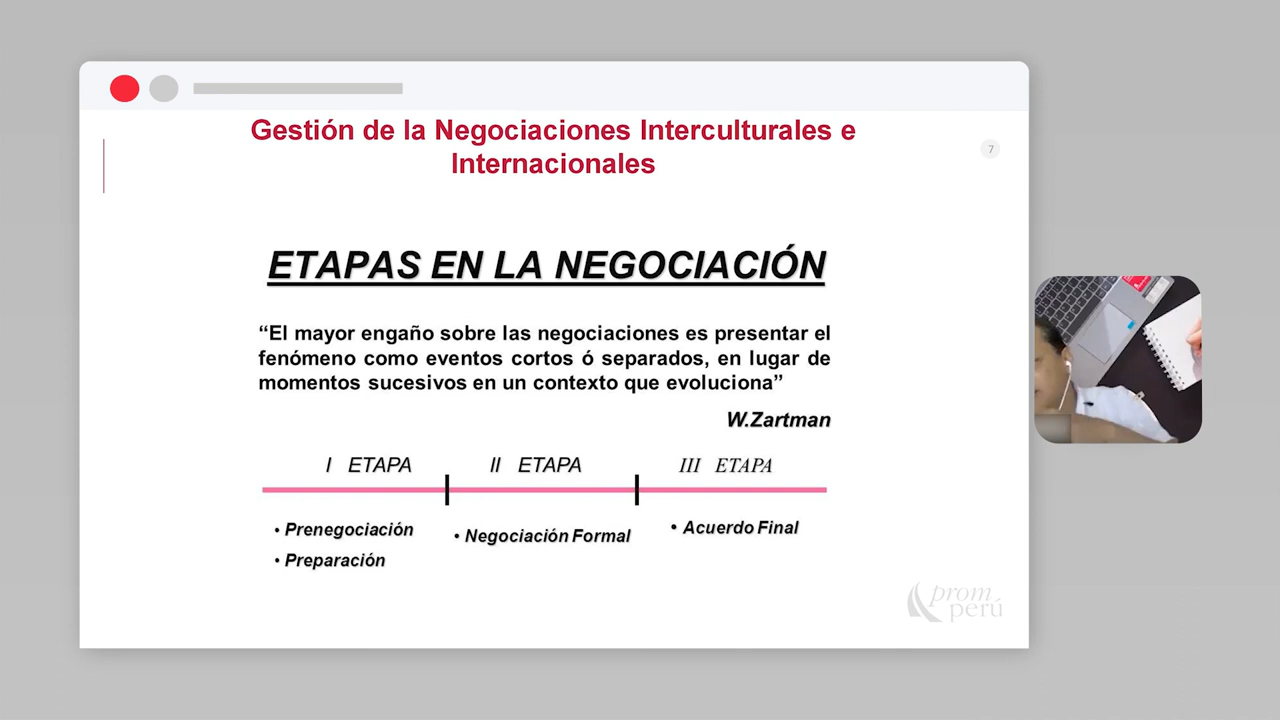 Gestión de la Negociaciones Interculturales e
Internacionales
7
ETAPAS EN LA NEGOCIACIÓN
“El mayor engaño sobre las negociaciones es presentar el
fenómeno como eventos cortos ó separados, en lugar de
momentos sucesivos en un contexto que evoluciona”
W.Zartman
I ETAPA II ETAPA III ETAPA
• Prenegociación • Negociación Formal • Acuerdo Final
• Preparación
prom
perú